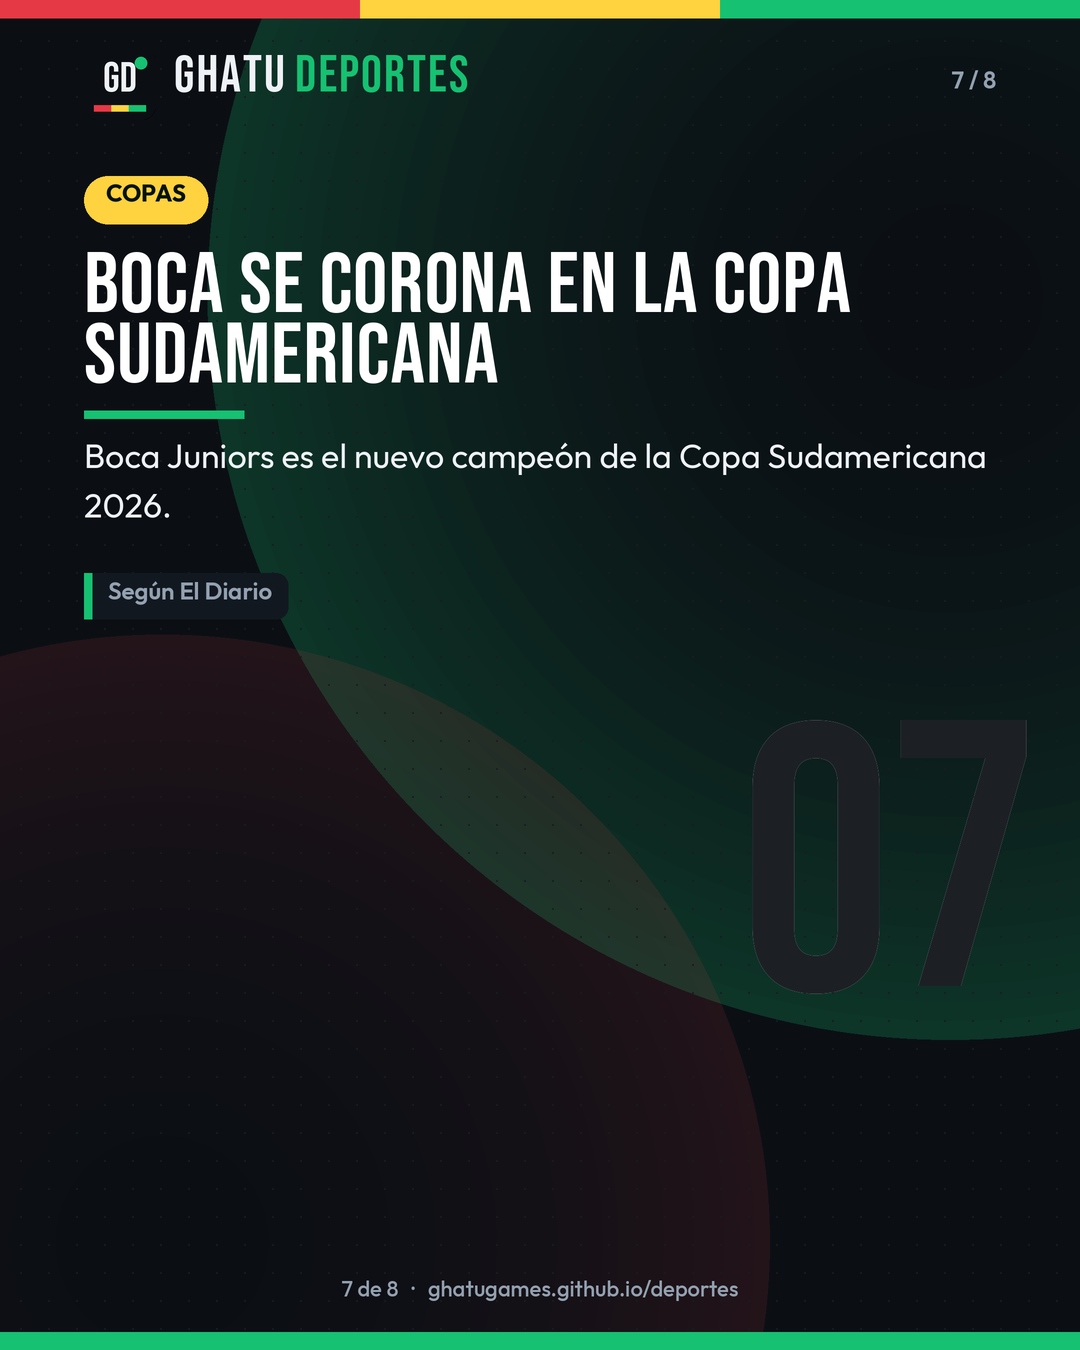 GD GHATU DEPORTES
7 / 8
COPAS
BOCA SE CORONA EN LA COPA
SUDAMERICANA
Boca Juniors es el nuevo campeón de la Copa Sudamericana
2026.
Según El Diario
07
7 de 8 · ghatugames.github.io/deportes